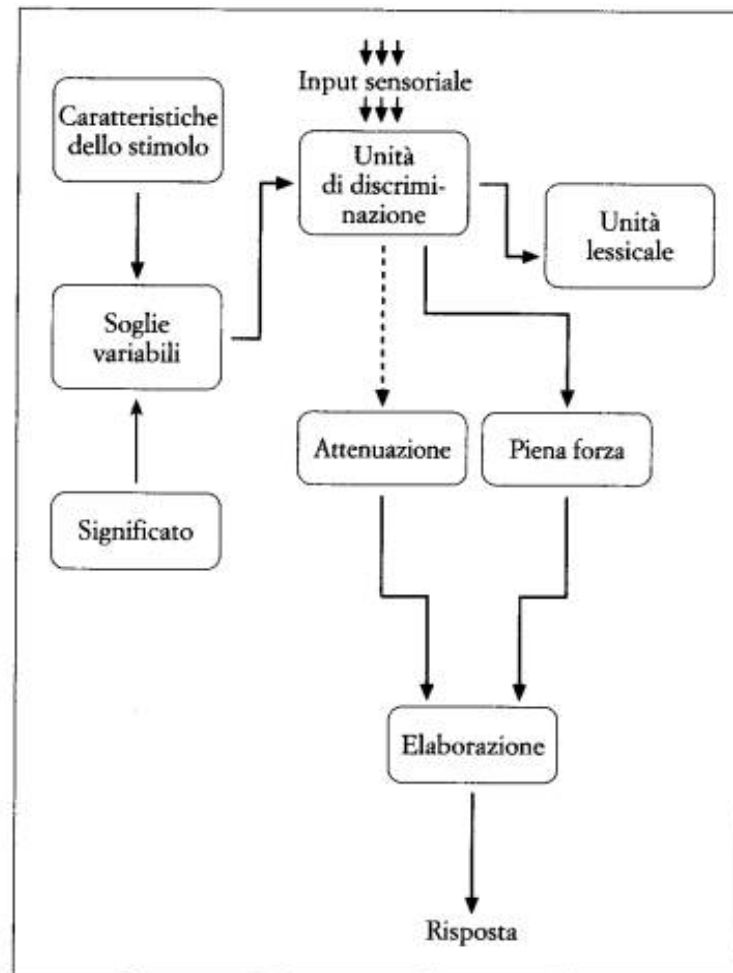 Input sensoriale
Caratteristiche
dello stimolo
Unità
di discrimi-
nazione
Unità
lessicale
Soglie
variabili
Attenuazione
Piena forza
Significato
Elaborazione
Risposta